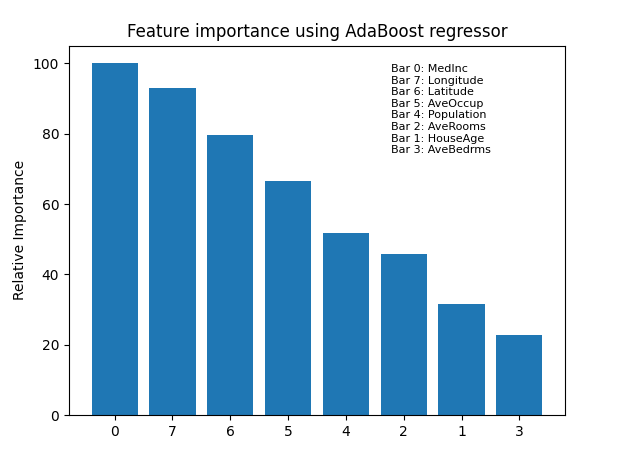 Feature importance using AdaBoost regressor
Relative Importance
100
80
60
40
20
0
Bar 0: MedInc
Bar 7: Longitude
Bar 6: Latitude
Bar 5: AveOccup
Bar 4: Population
Bar 2: AveRooms
Bar 1: HouseAge
Bar 3: AveBedrms
0 7 6 5 4 2 1 3